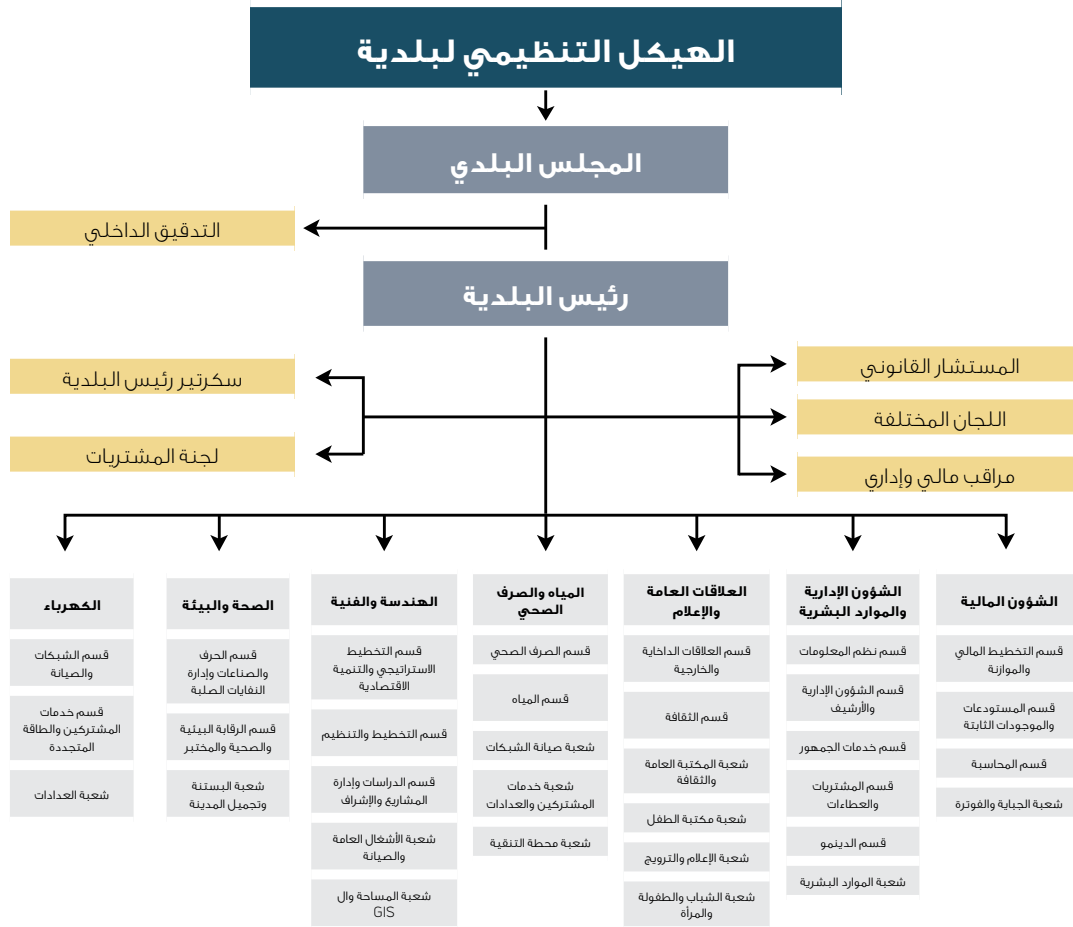 الهيكل التنظيمي لبلدية
المجلس البلدي
التدقيق الداخلي
رئيس البلدية
المستشار القانوني
اللجان المختلفة
مراقب مالي وإداري
سكرتير رئيس البلدية
لجنة المشتريات
الشؤون المالية
قسم التخطيط المالي
والموازنة
قسم المستودعات
والموجودات الثابتة
قسم المحاسبة
شعبة الجباية والفوترة
الشؤون الإدارية
والموارد البشرية
قسم نظم المعلومات
قسم الشؤون الإدارية
والأرشيف
قسم خدمات الجمهور
قسم المشتريات
والعطاءات
قسم الدينمو
شعبة الموارد البشرية
العلاقات العامة
والإعلام
قسم العلاقات الداخاية
والخارجية
قسم الثقافة
شعبة المكتبة العامة
والثقافة
شعبة مكتبة الطفل
شعبة الإعلام والترويج
شعبة الشباب والطفولة
والمرأة
المياه والصرف
الصحي
قسم الصرف الصحي
قسم المياه
شعبة صيانة الشبكات
شعبة خدمات
المشتركين والعدادات
شعبة محطة التنقية
الهندسة والفنية
قسم التخطيط
الاستراتيجي والتنمية
الاقتصادية
قسم التخطيط والتنظيم
قسم الدراسات وإدارة
المشاريع والإشراف
شعبة الأشغال العامة
والصيانة
شعبة المساحة وال
GIS
الصحة والبيئة
قسم الحرف
والصناعات وإدارة
النفايات الصلبة
قسم الرقابة البيئية
والصحية والمختبر
شعبة البستنة
وتجميل المدينة
الكهرباء
قسم الشبكات
والصيانة
قسم خدمات
المشتركين والطاقة
المتجددة
شعبة العدادات